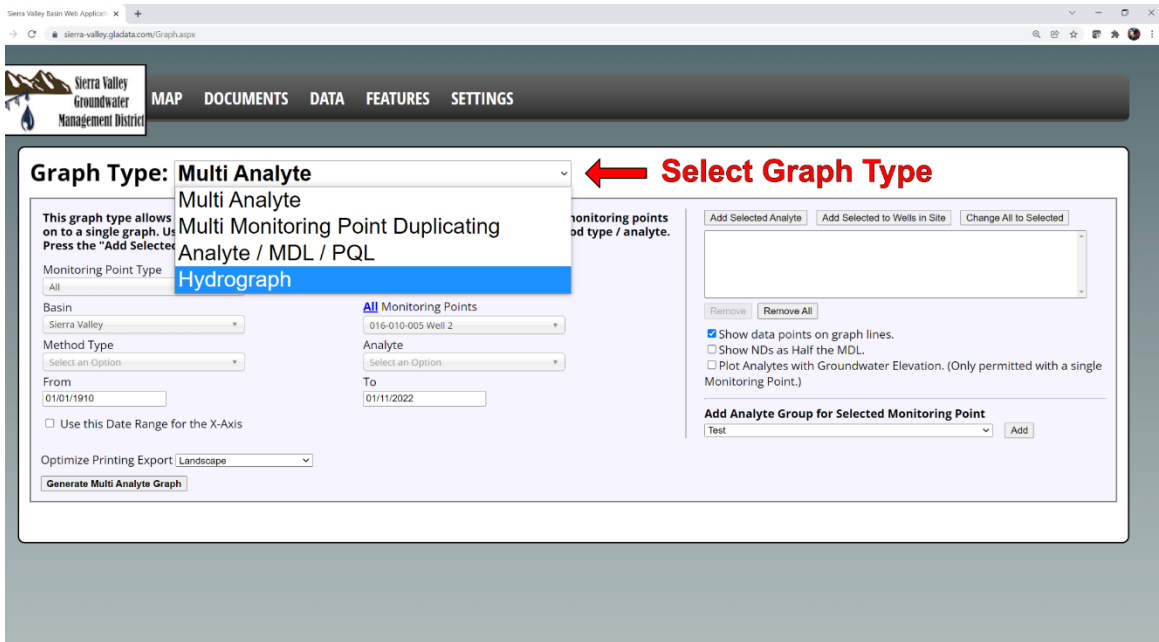 Sierra Valley Basin Web Applicati
sierra-valley.gladata.com/Graph.aspx
Sierra Valley
Groundwater
Management District
MAP DOCUMENTS DATA FEATURES SETTINGS
Graph Type: Multi Analyte
Select Graph Type
Multi Analyte
Multi Monitoring Point Duplicating
Analyte / MDL / PQL
Hydrograph
This graph type allows onitoring points
on to a single graph. Us od type / analyte.
Press the "Add Selected
Monitoring Point Type
All
Basin
All Monitoring Points
Sierra Valley
016-010-005 Well 2
Method Type
Analyte
Select an Option
Select an Option
From
To
01/01/1910
01/11/2022
Use this Date Range for the X-Axis
Optimize Printing Export Landscape
Generate Multi Analyte Graph
Add Selected Analyte Add Selected to Wells in Site Change All to Selected
Remove Remove All
Show data points on graph lines.
Show NDs as Half the MDL.
Plot Analytes with Groundwater Elevation. (Only permitted with a single
Monitoring Point.)
Add Analyte Group for Selected Monitoring Point
Test Add